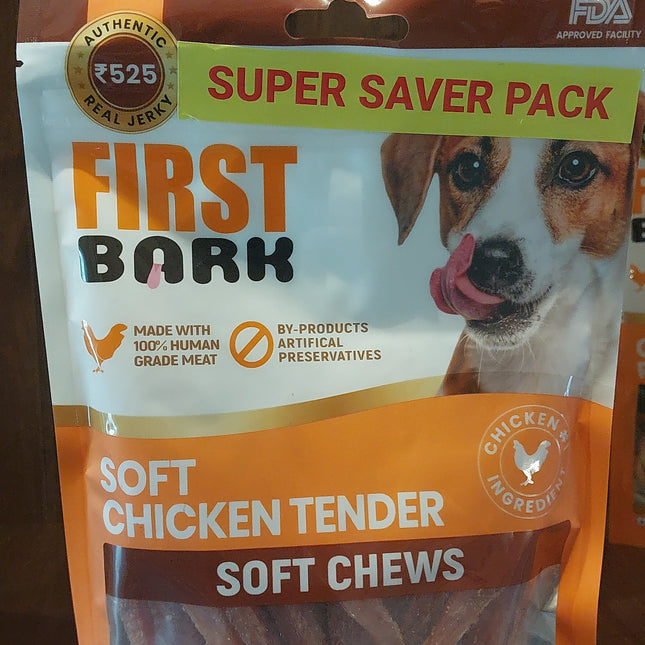 AUTHENTIC
₹525
REAL JERKY
FDA
APPROVED FACILITY
SUPER SAVER PACK
FIRST
BARK
MADE WITH
100% HUMAN
GRADE MEAT
BY-PRODUCTS
ARTIFICAL
PRESERVATIVES
CHICKEN #1
INGREDIENT
SOFT
CHICKEN TENDER
SOFT CHEWS